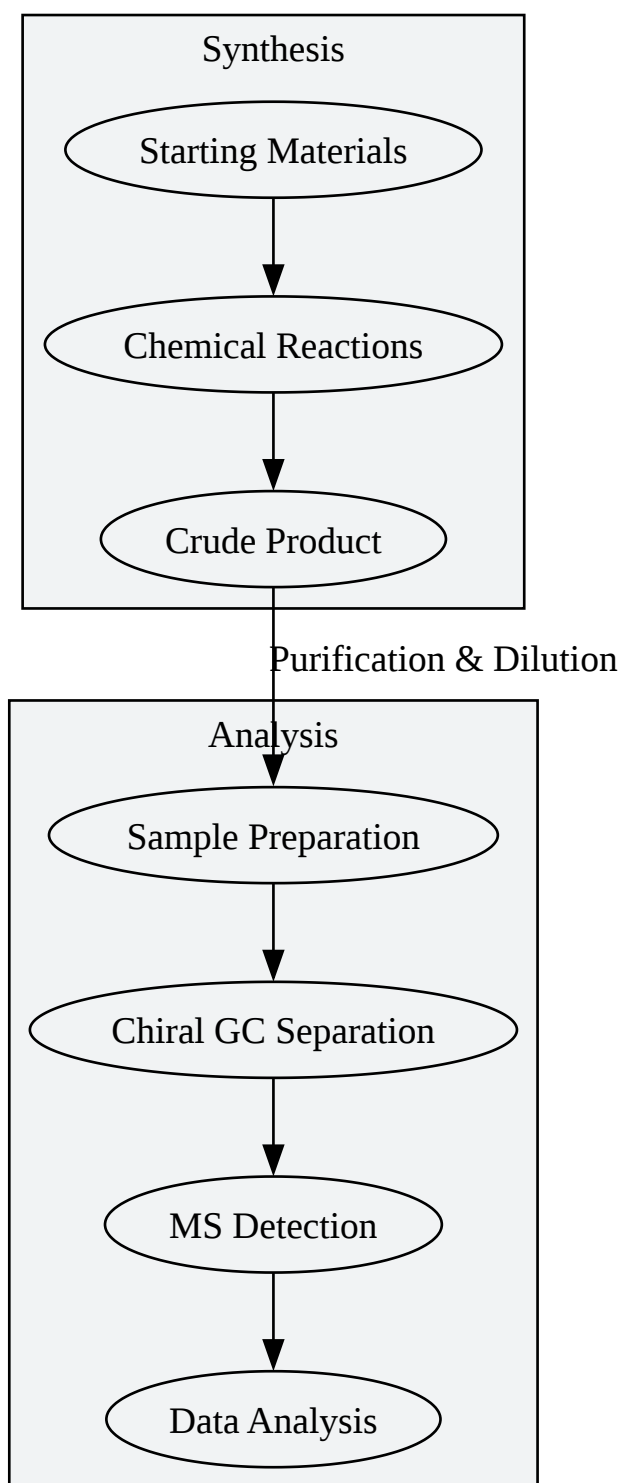 Synthesis
Starting Materials
Chemical Reactions
Crude Product
Purification & Dilution
Analysis
Sample Preparation
Chiral GC Separation
MS Detection
Data Analysis